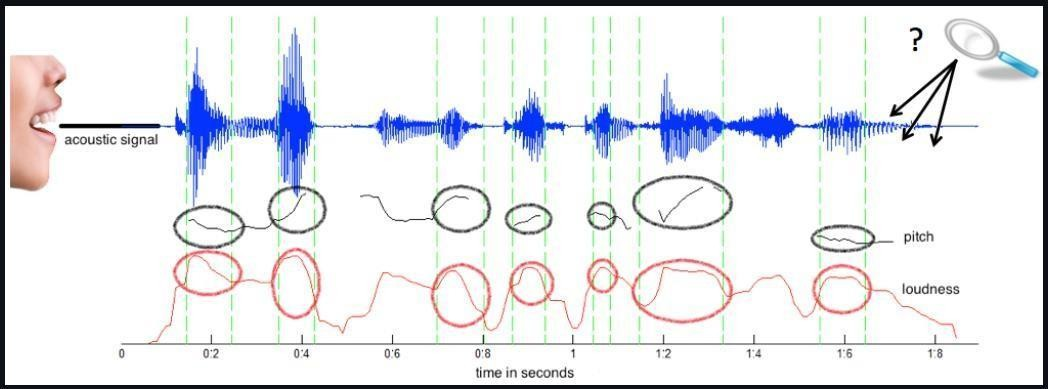 ?
acoustic signal
pitch
loudness
0 0:2 0:4 0:6 0:8 1 1:2 1:4 1:6 1:8
time in seconds